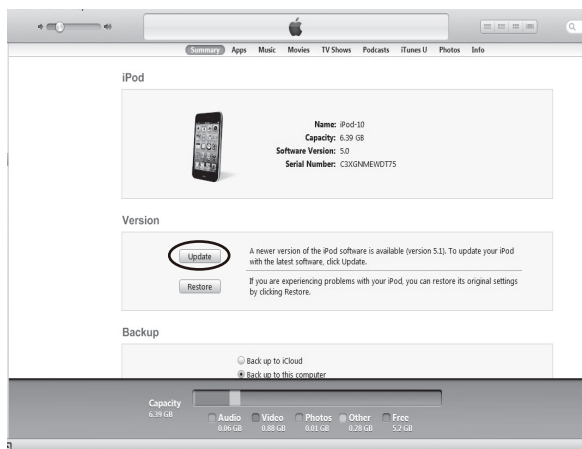 Summary Apps Music Movies TV Shows Podcasts iTunes U Photos Info
iPod
Name: iPod-10
Capacity: 6.39 GB
Software Version: 5.0
Serial Number: C3XGNMEWDT75
Version
Update
A newer version of the iPod software is available (version 5.1). To update your iPod
with the latest software, click Update.
Restore
If you are experiencing problems with your iPod, you can restore its original settings
by clicking Restore.
Backup
Back up to iCloud
Back up to this computer
Capacity
6.39 GB
Audio Video Photos Other Free
0.06 GB 0.88 GB 0.01 GB 0.28 GB 5.2 GB